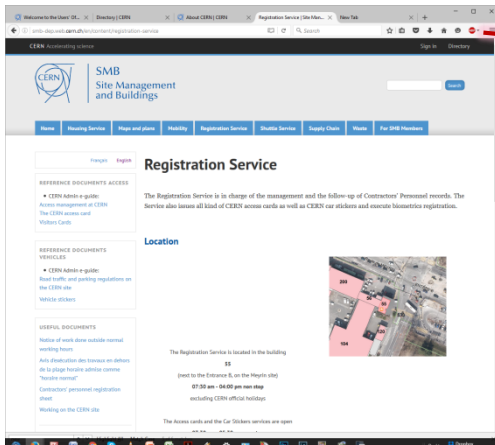 Welcome to the Users' Of...
Directory | CERN
About CERN | CERN
Registration Service | Site Man...
New Tab
smb-dep.web.cern.ch/en/content/registration-service
Search
CERN Accelerating science
Sign in
Directory
CERN
SMB
Site Management
and Buildings
Search
Home
Housing Service
Maps and plans
Mobility
Registration Service
Shuttle Service
Supply Chain
Waste
For SMB Members
Français
English
Registration Service
REFERENCE DOCUMENTS ACCESS
CERN Admin e-guide:
Access management at CERN
The CERN access card
Visitors Cards
The Registration Service is in charge of the management and the follow-up of Contractors' Personnel records. The
Service also issues all kind of CERN access cards as well as CERN car stickers and execute biometrics registration.
REFERENCE DOCUMENTS
VEHICLES
CERN Admin e-guide:
Road traffic and parking regulations on
the CERN site
Vehicle stickers
Location
USEFUL DOCUMENTS
Notice of work done outside normal
working hours
Avis d'exécution des travaux en dehors
de la plage horaire admise comme
"horaire normal"
Contractors' personnel registration
sheet
Working on the CERN site
55
120
104
The Registration Service is located in the building
55
(next to the Entrance B, on the Meyrin site)
07:30 am - 04:00 pm non stop
excluding CERN official holidays
The Access cards and the Car Stickers services are open